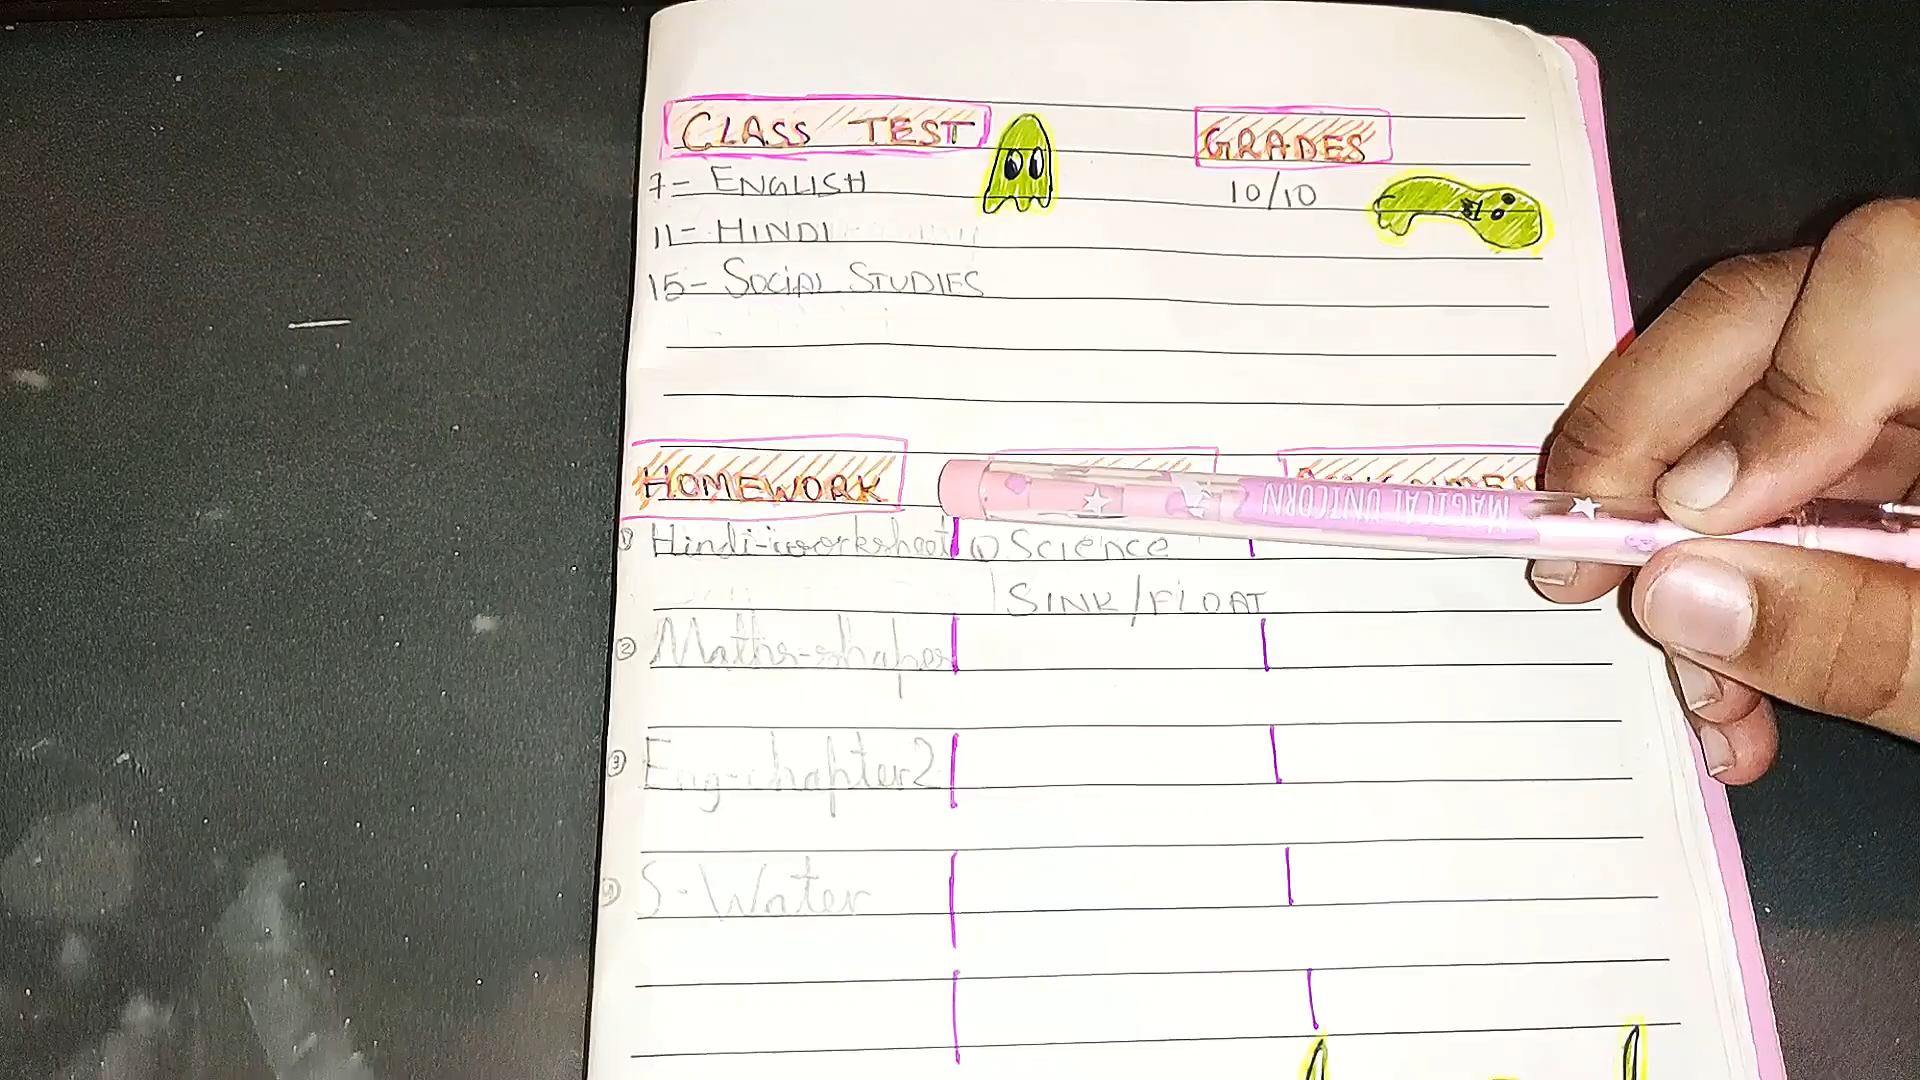 CLASS TEST
GRADES
7- ENGLISH
10/10
11- HINDI
15- SOCIAL STUDIES
HOMEWORK
MAGICAL UNICORN
① Hindi-worksheet
① Science
SINK/FLOAT
② Maths-shapes
③ Eng-chapter2
④ S-Water